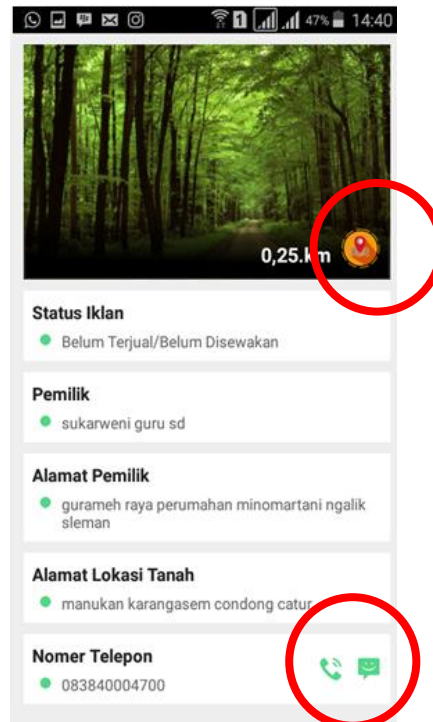 1 47% 14:40
0,25.km
Status Iklan
Belum Terjual/Belum Disewakan
Pemilik
sukarweni guru sd
Alamat Pemilik
gurameh raya perumahan minomartani ngalik
sleman
Alamat Lokasi Tanah
manukan karangasem condong catur
Nomer Telepon
083840004700